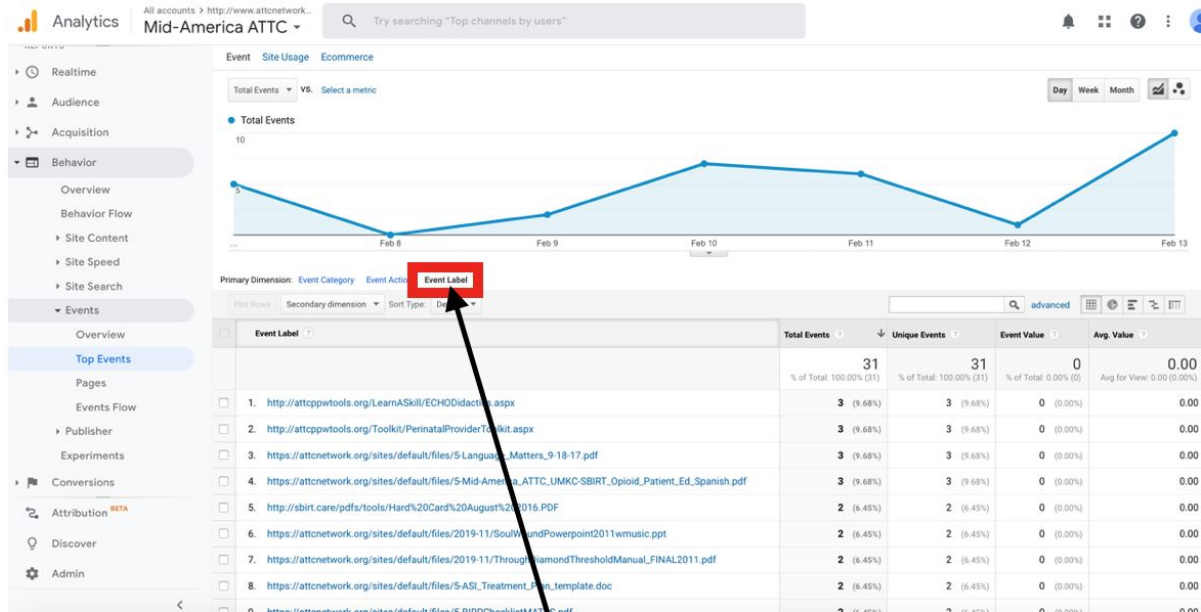 All accounts > http://www.attcnetwork...
Analytics
Mid-America ATTC
Try searching "Top channels by users"
Realtime
Audience
Acquisition
Behavior
Overview
Behavior Flow
Site Content
Site Speed
Site Search
Events
Overview
Top Events
Pages
Events Flow
Publisher
Experiments
Conversions
Attribution BETA
Discover
Admin
Event Site Usage Ecommerce
Total Events VS. Select a metric
Day Week Month
Total Events
10
5
... Feb 8 Feb 9 Feb 10 Feb 11 Feb 12 Feb 13
Primary Dimension: Event Category Event Action Event Label
Plot Rows Secondary dimension Sort Type: advanced
Event Label Total Events Unique Events Event Value Avg. Value
31 31 0 0.00
% of Total: 100.00% (31) % of Total: 100.00% (31) % of Total: 0.00% (0) Avg for View: 0.00 (0.00%)
1. http://attcppwtools.org/LearnASkill/ECHODidactics.aspx 3 (9.68%) 3 (9.68%) 0 (0.00%) 0.00
2. http://attcppwtools.org/Toolkit/PerinatalProviderToolkit.aspx 3 (9.68%) 3 (9.68%) 0 (0.00%) 0.00
3. https://attcnetwork.org/sites/default/files/5-Language_Matters_9-18-17.pdf 3 (9.68%) 3 (9.68%) 0 (0.00%) 0.00
4. https://attcnetwork.org/sites/default/files/5-Mid-America_ATTC_UMKC-SBIRT_Opioid_Patient_Ed_Spanish.pdf 3 (9.68%) 3 (9.68%) 0 (0.00%) 0.00
5. http://sbirt.care/pdfs/tools/Hard%20Card%20August%202016.PDF 2 (6.45%) 2 (6.45%) 0 (0.00%) 0.00
6. https://attcnetwork.org/sites/default/files/2019-11/SoulWoundPowerpoint2011wmusic.ppt 2 (6.45%) 2 (6.45%) 0 (0.00%) 0.00
7. https://attcnetwork.org/sites/default/files/2019-11/ThroughDiamondThresholdManual_FINAL2011.pdf 2 (6.45%) 2 (6.45%) 0 (0.00%) 0.00
8. https://attcnetwork.org/sites/default/files/5-ASI_Treatment_Plan_template.doc 2 (6.45%) 2 (6.45%) 0 (0.00%) 0.00